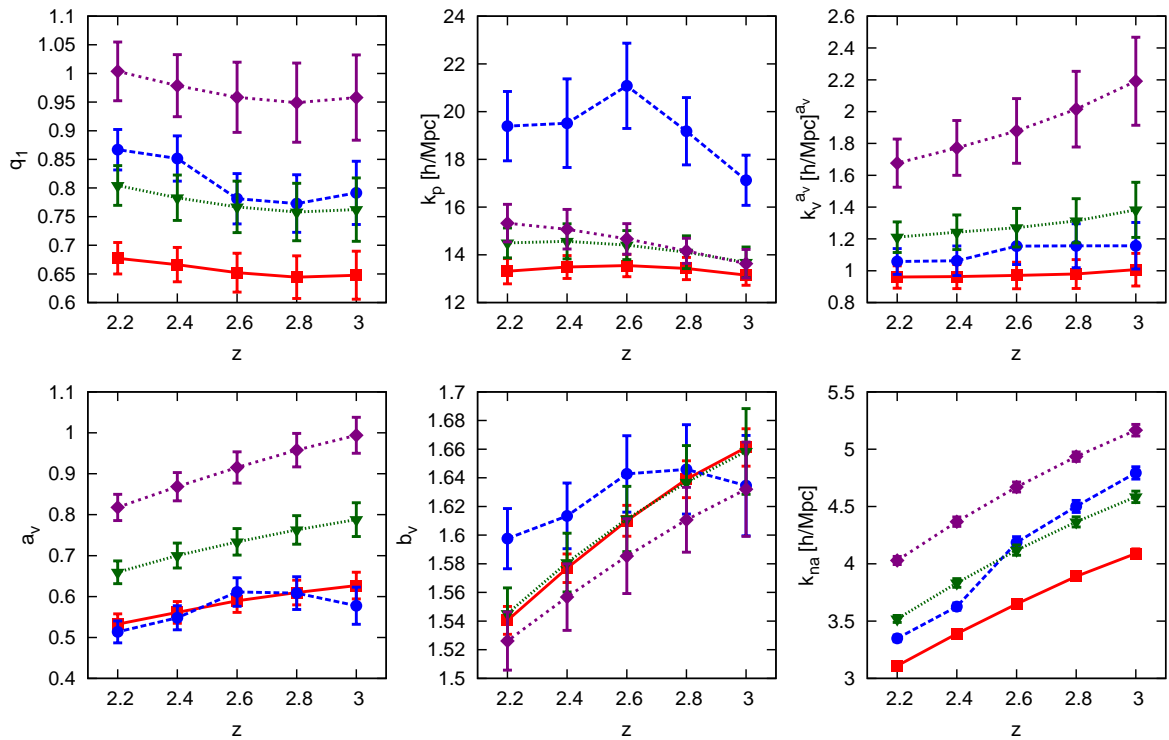 1.1
1.05
1
0.95
0.9
0.85
0.8
0.75
0.7
0.65
0.6
q₁
2.2 2.4 2.6 2.8 3
z
24
22
20
18
16
14
12
kₚ [h/Mpc]
2.2 2.4 2.6 2.8 3
z
2.6
2.4
2.2
2
1.8
1.6
1.4
1.2
1
0.8
kᵥ^aᵥ [h/Mpc]^aᵥ
2.2 2.4 2.6 2.8 3
z
1.1
1
0.9
0.8
0.7
0.6
0.5
0.4
aᵥ
2.2 2.4 2.6 2.8 3
z
1.7
1.66
1.64
1.62
1.6
1.58
1.56
1.54
1.52
1.5
bᵥ
2.2 2.4 2.6 2.8 3
z
5.5
5
4.5
4
3.5
3
kₙₐ [h/Mpc]
2.2 2.4 2.6 2.8 3
z